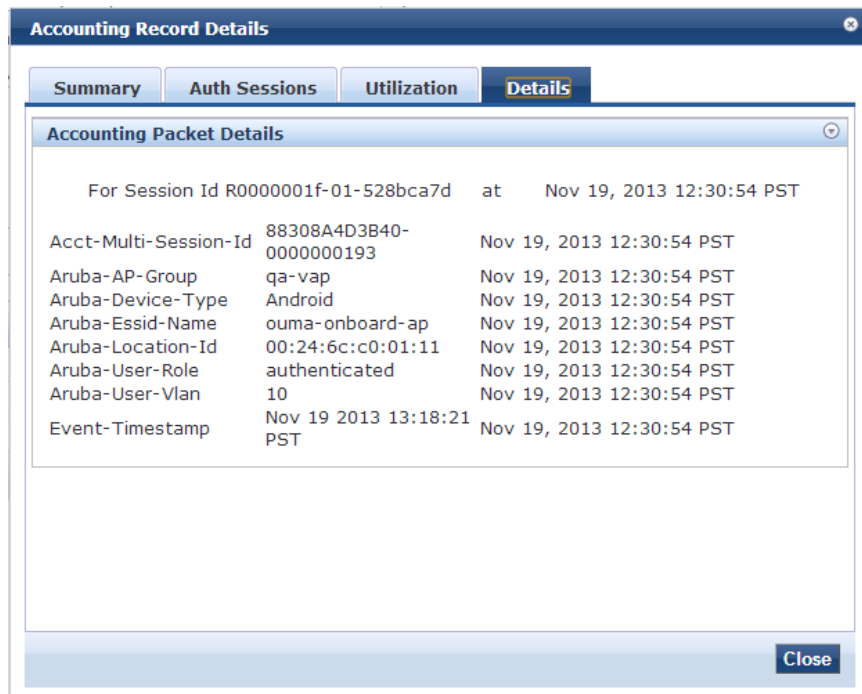 Accounting Record Details
Summary Auth Sessions Utilization Details
Accounting Packet Details
For Session Id R0000001f-01-528bca7d at Nov 19, 2013 12:30:54 PST
Acct-Multi-Session-Id 88308A4D3B40-0000000193 Nov 19, 2013 12:30:54 PST
Aruba-AP-Group qa-vap Nov 19, 2013 12:30:54 PST
Aruba-Device-Type Android Nov 19, 2013 12:30:54 PST
Aruba-Essid-Name ouma-onboard-ap Nov 19, 2013 12:30:54 PST
Aruba-Location-Id 00:24:6c:c0:01:11 Nov 19, 2013 12:30:54 PST
Aruba-User-Role authenticated Nov 19, 2013 12:30:54 PST
Aruba-User-Vlan 10 Nov 19, 2013 12:30:54 PST
Event-Timestamp Nov 19 2013 13:18:21 PST Nov 19, 2013 12:30:54 PST
Close